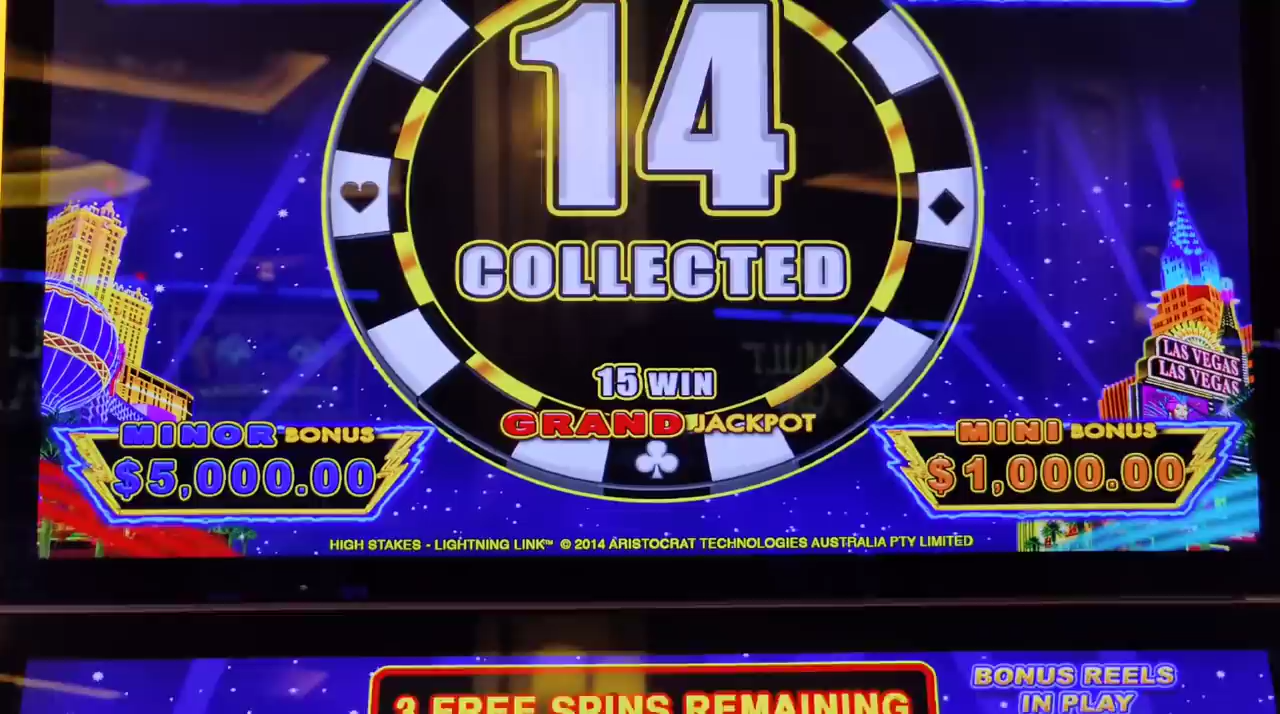 14
COLLECTED
15 WIN
GRAND JACKPOT
MINOR BONUS
$5,000.00
MINI BONUS
$1,000.00
LAS VEGAS
LAS VEGAS
HIGH STAKES - LIGHTNING LINK™ © 2014 ARISTOCRAT TECHNOLOGIES AUSTRALIA PTY LIMITED
3 FREE SPINS REMAINING
BONUS REELS
IN PLAY